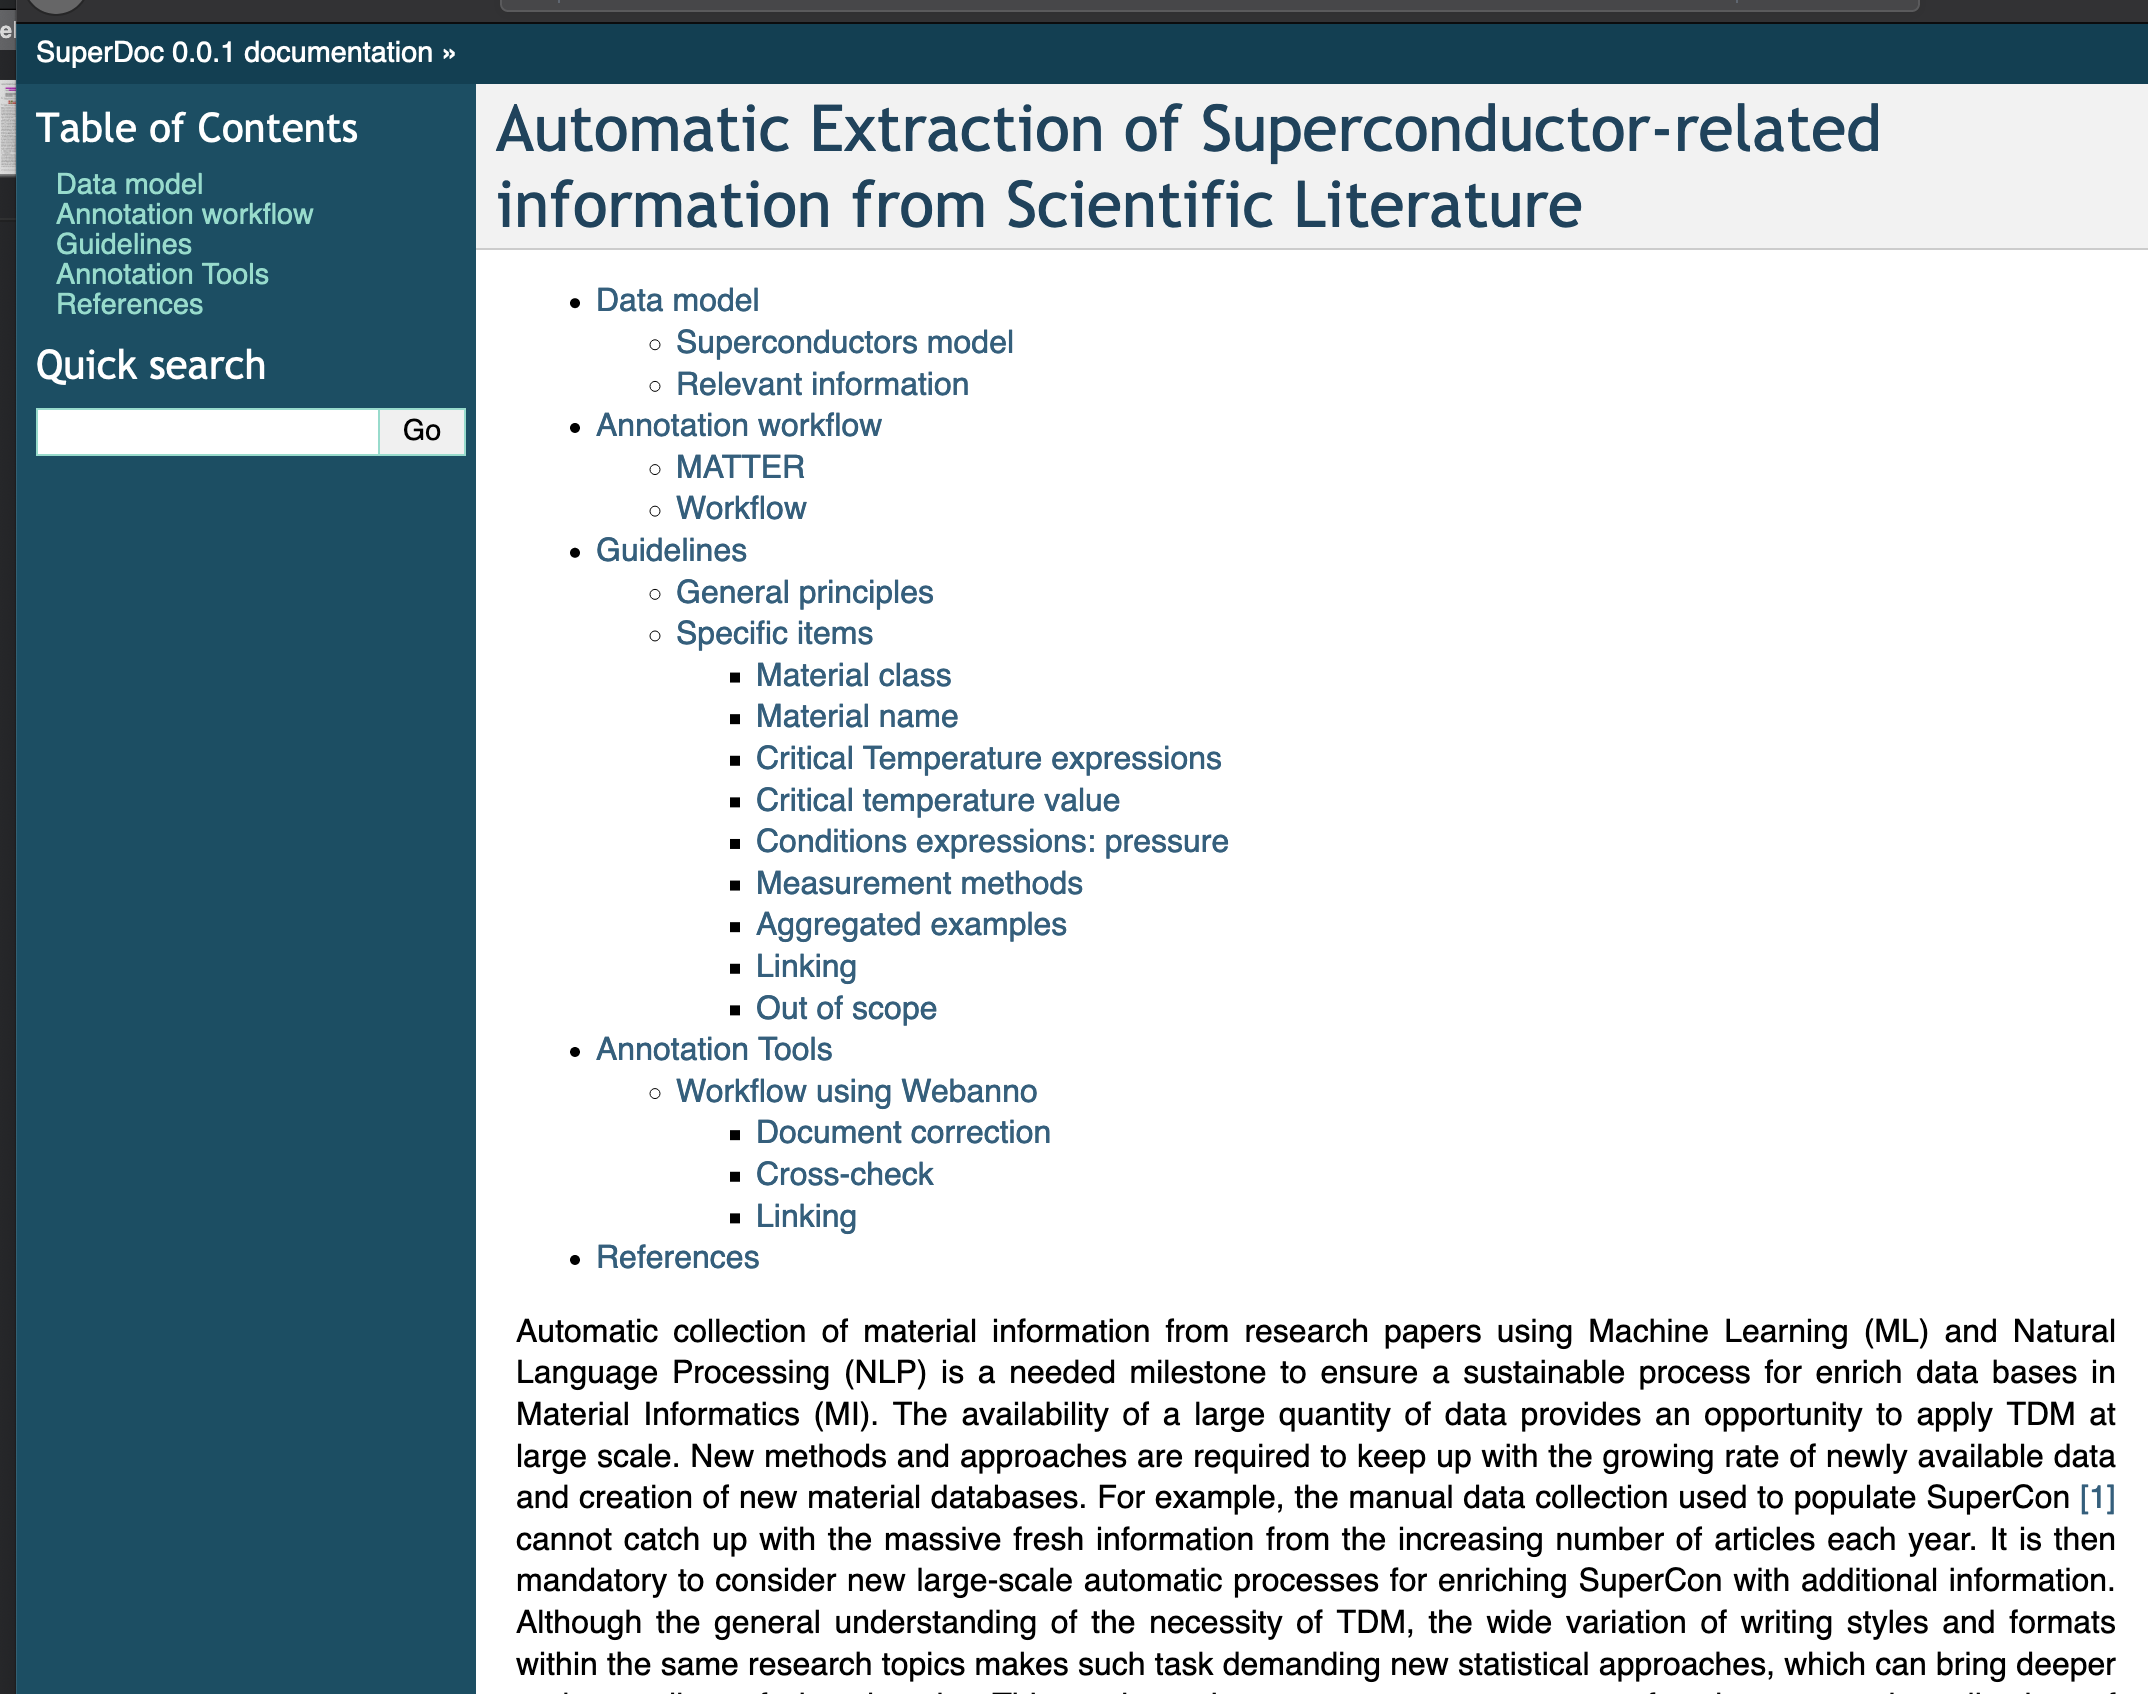 SuperDoc 0.0.1 documentation »
Table of Contents
Data model
Annotation workflow
Guidelines
Annotation Tools
References
Quick search
Go
Automatic Extraction of Superconductor-related
information from Scientific Literature
Data model
Superconductors model
Relevant information
Annotation workflow
MATTER
Workflow
Guidelines
General principles
Specific items
Material class
Material name
Critical Temperature expressions
Critical temperature value
Conditions expressions: pressure
Measurement methods
Aggregated examples
Linking
Out of scope
Annotation Tools
Workflow using Webanno
Document correction
Cross-check
Linking
References
Automatic collection of material information from research papers using Machine Learning (ML) and Natural
Language Processing (NLP) is a needed milestone to ensure a sustainable process for enrich data bases in
Material Informatics (MI). The availability of a large quantity of data provides an opportunity to apply TDM at
large scale. New methods and approaches are required to keep up with the growing rate of newly available data
and creation of new material databases. For example, the manual data collection used to populate SuperCon [1]
cannot catch up with the massive fresh information from the increasing number of articles each year. It is then
mandatory to consider new large-scale automatic processes for enriching SuperCon with additional information.
Although the general understanding of the necessity of TDM, the wide variation of writing styles and formats
within the same research topics makes such task demanding new statistical approaches, which can bring deeper